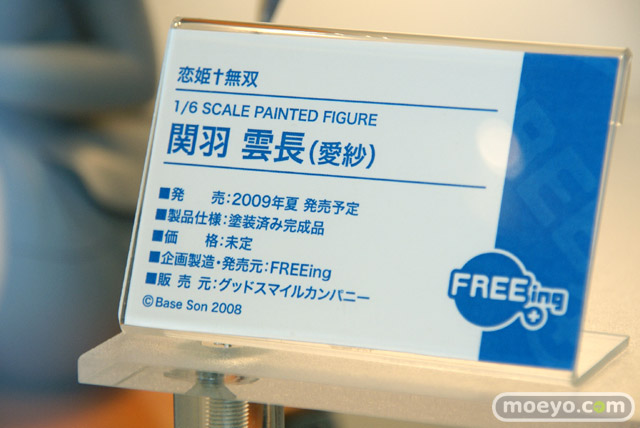 恋姫†無双
1/6 SCALE PAINTED FIGURE
関羽 雲長(愛紗)
■発　売:2009年夏 発売予定
■製品仕様:塗装済み完成品
■価　格:未定
■企画製造・発売元:FREEing
■販 売 元:グッドスマイルカンパニー
©Base Son 2008
FREEing
moeyo.com